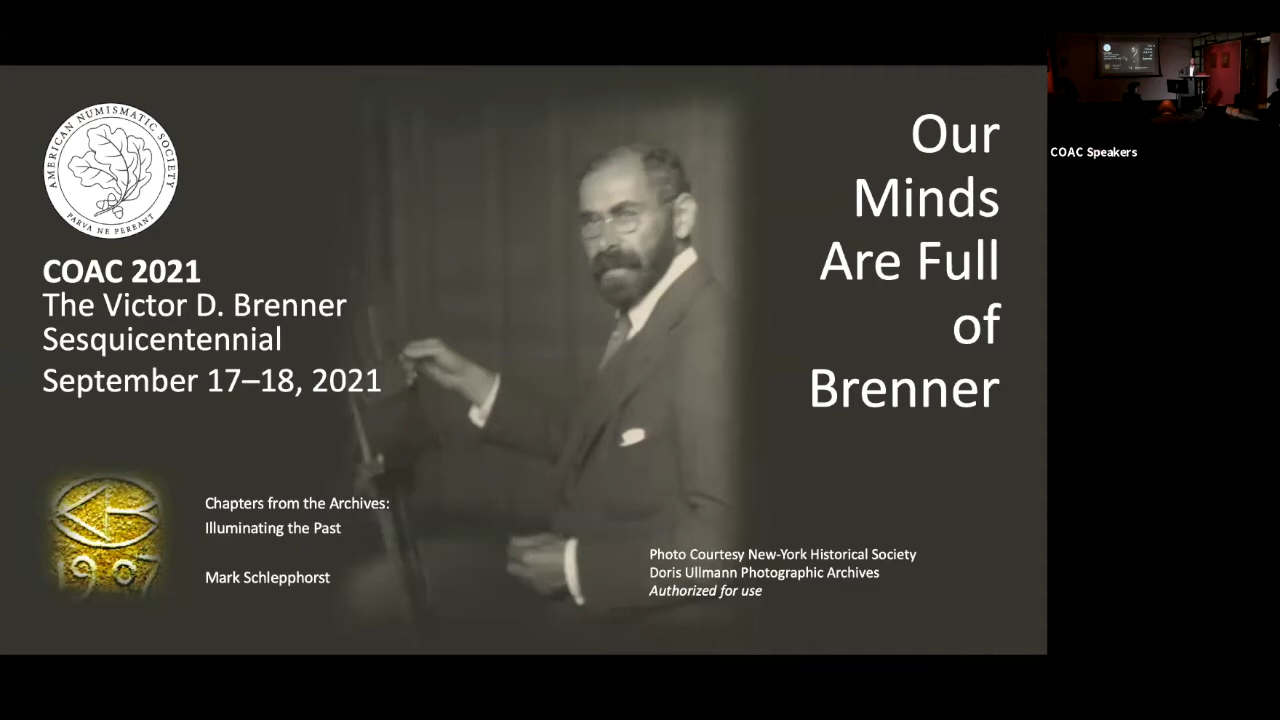 AMERICAN NUMISMATIC SOCIETY
PARVA NE PEREANT
COAC 2021
The Victor D. Brenner
Sesquicentennial
September 17–18, 2021
Our
Minds
Are Full
of
Brenner
1907
Chapters from the Archives:
Illuminating the Past
Mark Schlepphorst
Photo Courtesy New-York Historical Society
Doris Ullmann Photographic Archives
Authorized for use
COAC Speakers